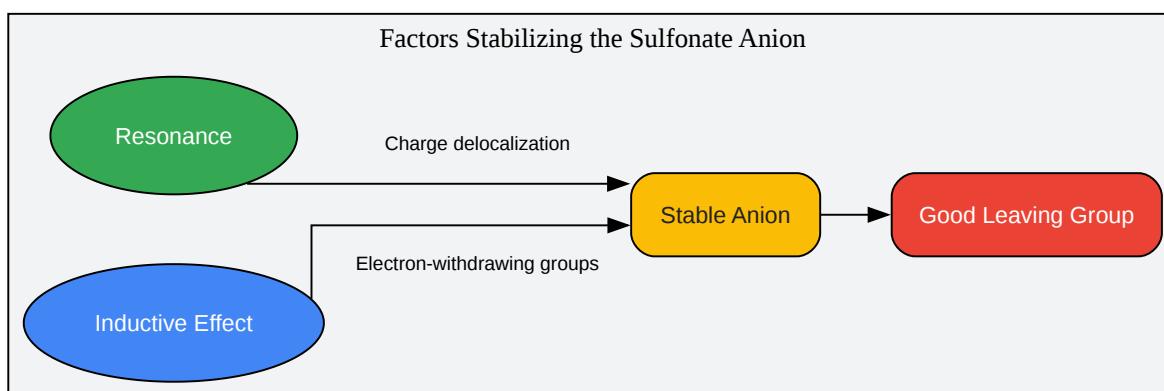 Factors Stabilizing the Sulfonate Anion
Resonance
Charge delocalization
Stable Anion
Good Leaving Group
Electron-withdrawing groups
Inductive Effect